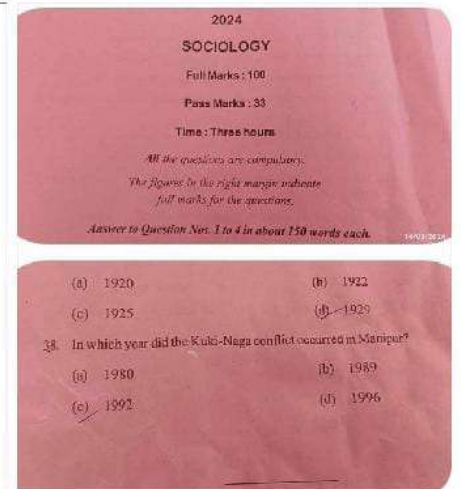 2024
SOCIOLOGY
Full Marks : 100
Pass Marks : 33
Time : Three hours
All the questions are compulsory.
The figures in the right margin indicate
full marks for the questions.
Answer to Question Nos. 1 to 4 in about 150 words each.
(a) 1920 (b) 1922
(c) 1925 (d) 1929
38. In which year did the Kuki-Naga conflict occurred in Manipur?
(a) 1980 (b) 1989
(c) 1992 (d) 1996